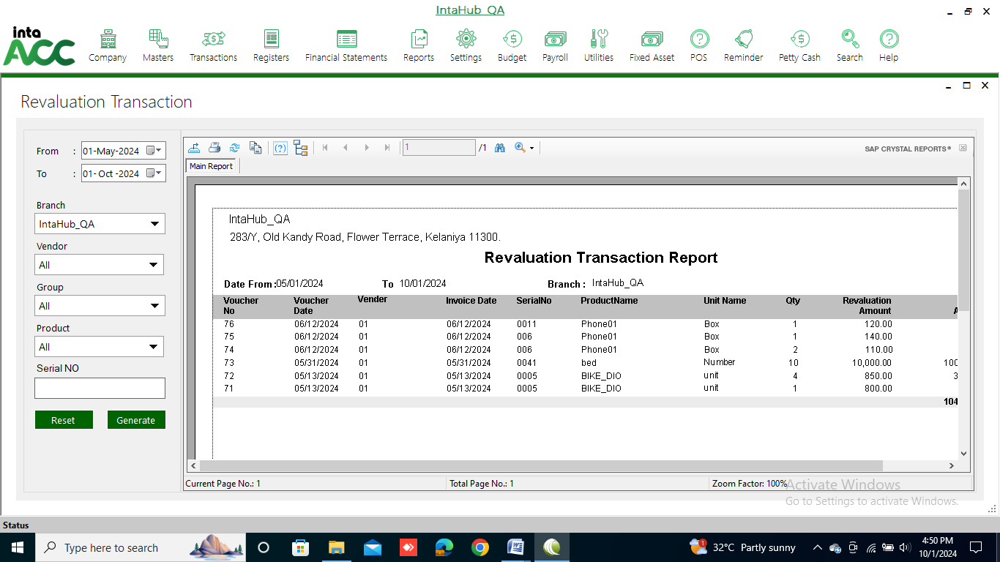 IntaHub_QA
inta
ACC
Company Masters Transactions Registers Financial Statements Reports Settings Budget Payroll Utilities Fixed Asset POS Reminder Petty Cash Search Help
Revaluation Transaction
From : 01-May-2024
To : 01-Oct-2024
Branch
IntaHub_QA
Vendor
All
Group
All
Product
All
Serial NO
Reset Generate
1 /1
SAP CRYSTAL REPORTS®
Main Report
IntaHub_QA
283/Y, Old Kandy Road, Flower Terrace, Kelaniya 11300.
Revaluation Transaction Report
Date From:05/01/2024 To 10/01/2024 Branch : IntaHub_QA
Voucher No Voucher Date Vender Invoice Date SerialNo ProductName Unit Name Qty Revaluation Amount
76 06/12/2024 01 06/12/2024 0011 Phone01 Box 1 120.00
75 06/12/2024 01 06/12/2024 006 Phone01 Box 1 140.00
74 06/12/2024 01 06/12/2024 006 Phone01 Box 2 110.00
73 05/31/2024 01 05/31/2024 0041 bed Number 10 10,000.00
72 05/13/2024 01 05/13/2024 0005 BIKE_DIO unit 4 850.00
71 05/13/2024 01 05/13/2024 0005 BIKE_DIO unit 1 800.00
104
Current Page No.: 1 Total Page No.: 1 Zoom Factor: 100%
Activate Windows
Go to Settings to activate Windows.
Status
Type here to search
1
32°C Partly sunny
4:50 PM
10/1/2024